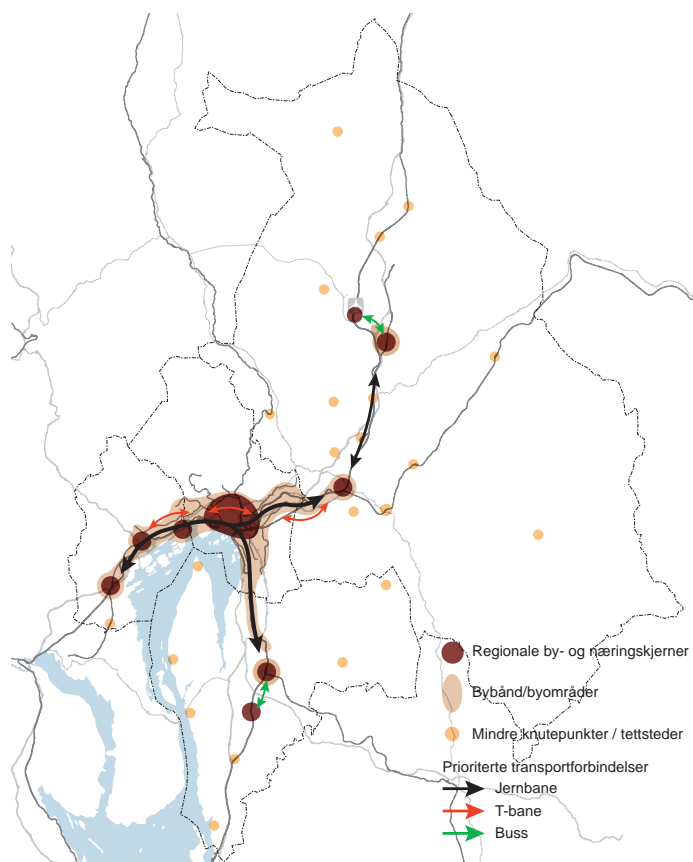 Regionale by- og næringskjerner
Bybånd/byområder
Mindre knutepunkter / tettsteder
Prioriterte transportforbindelser
Jernbane
T-bane
Buss